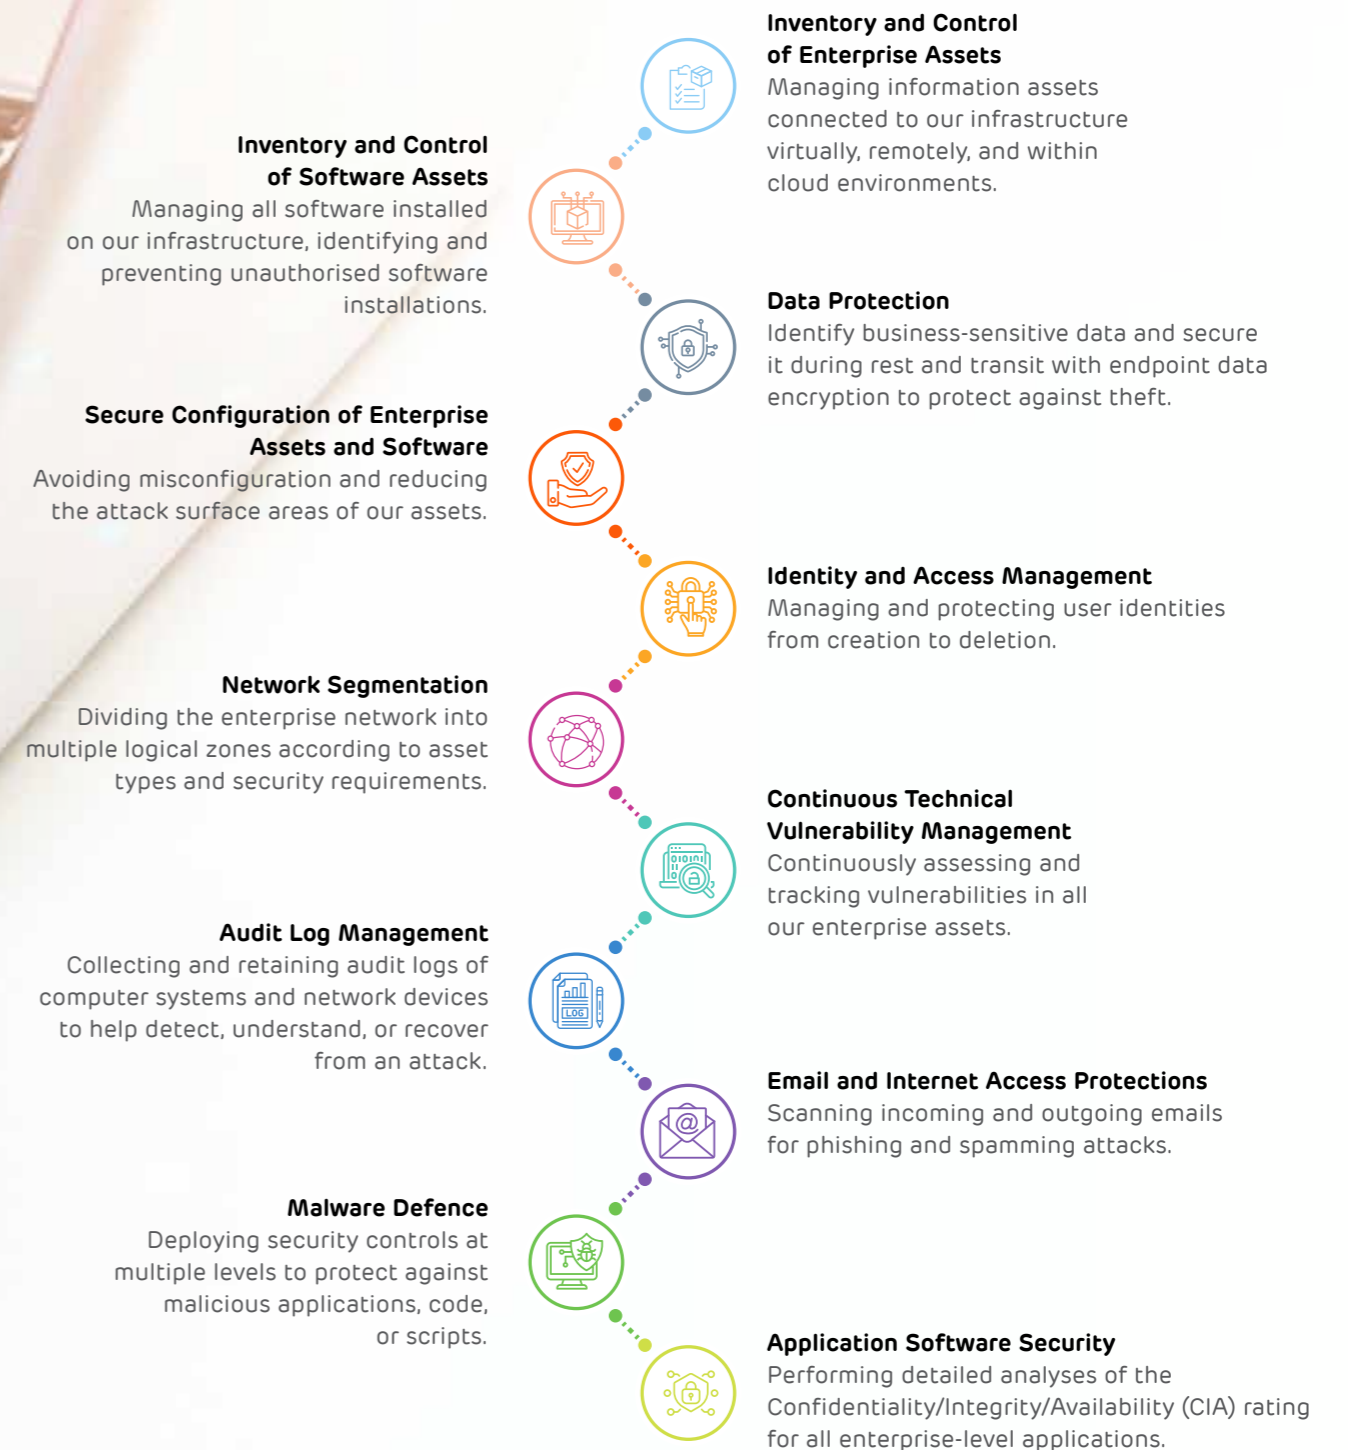 Inventory and Control
of Enterprise Assets
Managing information assets
connected to our infrastructure
virtually, remotely, and within
cloud environments.
Inventory and Control
of Software Assets
Managing all software installed
on our infrastructure, identifying and
preventing unauthorised software
installations.
Data Protection
Identify business-sensitive data and secure
it during rest and transit with endpoint data
encryption to protect against theft.
Secure Configuration of Enterprise
Assets and Software
Avoiding misconfiguration and reducing
the attack surface areas of our assets.
Identity and Access Management
Managing and protecting user identities
from creation to deletion.
Network Segmentation
Dividing the enterprise network into
multiple logical zones according to asset
types and security requirements.
Continuous Technical
Vulnerability Management
Continuously assessing and
tracking vulnerabilities in all
our enterprise assets.
Audit Log Management
Collecting and retaining audit logs of
computer systems and network devices
to help detect, understand, or recover
from an attack.
LOG
Email and Internet Access Protections
Scanning incoming and outgoing emails
for phishing and spamming attacks.
@
Malware Defence
Deploying security controls at
multiple levels to protect against
malicious applications, code,
or scripts.
Application Software Security
Performing detailed analyses of the
Confidentiality/Integrity/Availability (CIA) rating
for all enterprise-level applications.